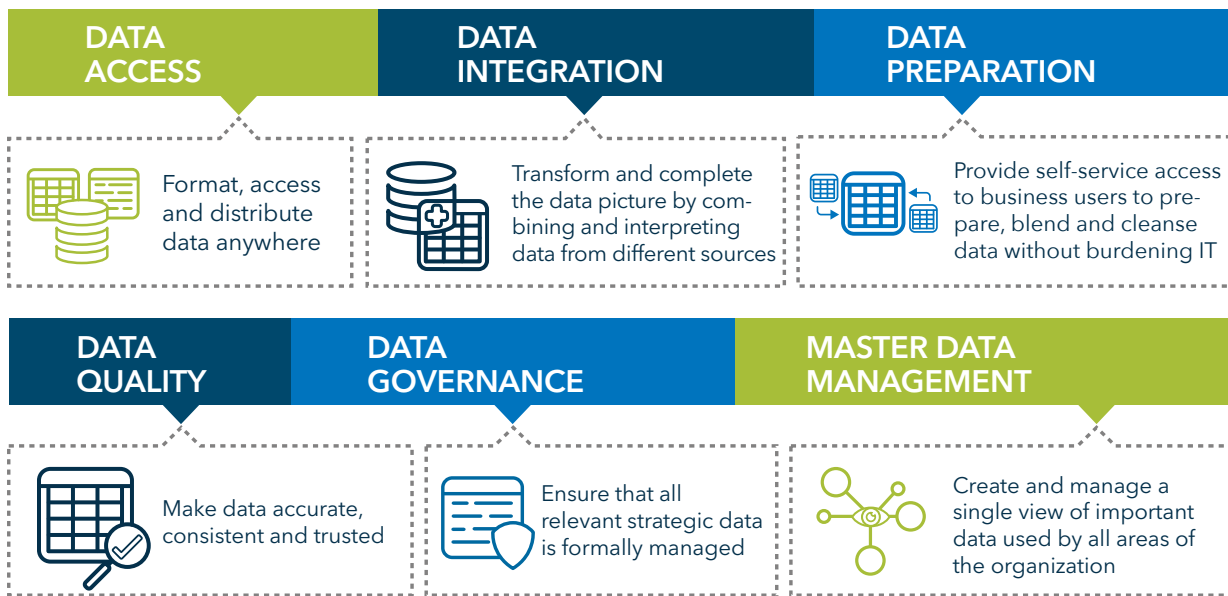 DATA
ACCESS
Format, access
and distribute
data anywhere
DATA
INTEGRATION
Transform and complete
the data picture by com-
bining and interpreting
data from different sources
DATA
PREPARATION
Provide self-service access
to business users to pre-
pare, blend and cleanse
data without burdening IT
DATA
QUALITY
Make data accurate,
consistent and trusted
DATA
GOVERNANCE
Ensure that all
relevant strategic data
is formally managed
MASTER DATA
MANAGEMENT
Create and manage a
single view of important
data used by all areas of
the organization